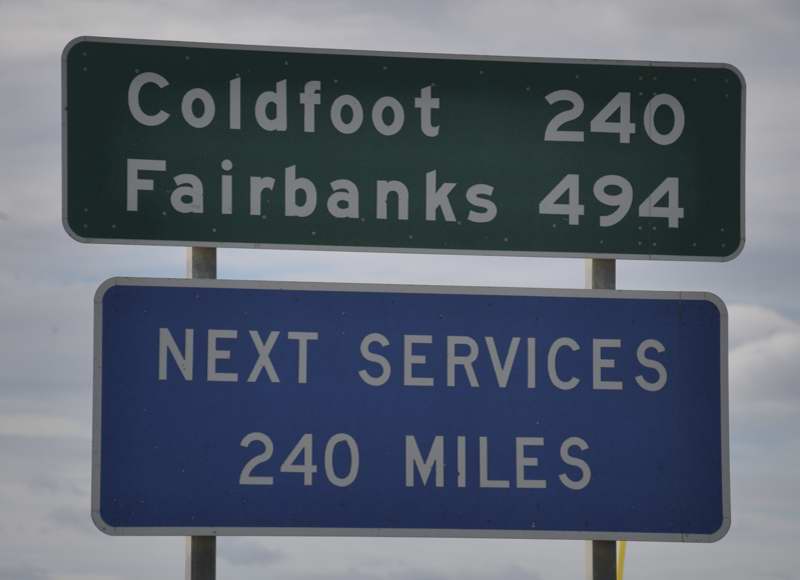 Coldfoot 240
Fairbanks 494
NEXT SERVICES
240 MILES